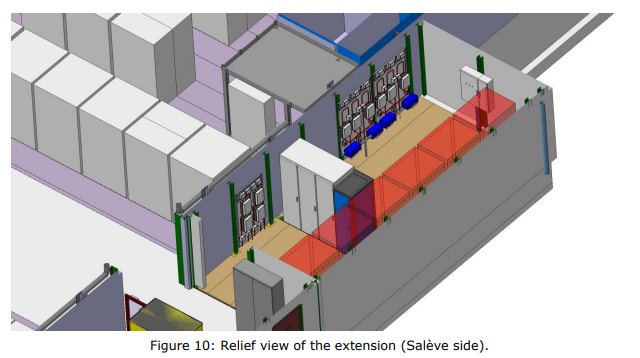 Figure 10: Relief view of the extension (Salève side).